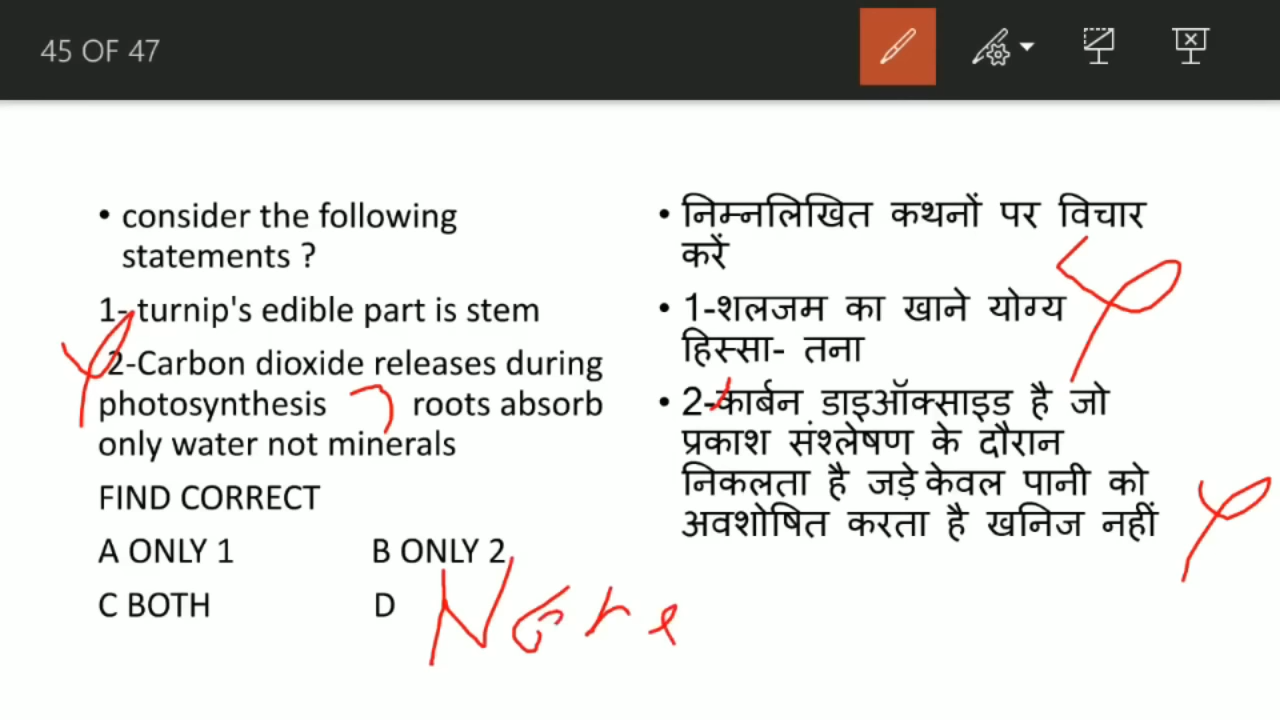 45 OF 47
• consider the following
statements ?
1- turnip's edible part is stem
2-Carbon dioxide releases during
photosynthesis roots absorb
only water not minerals
FIND CORRECT
A ONLY 1 B ONLY 2
C BOTH D None
• निम्नलिखित कथनों पर विचार
करें
• 1-शलजम का खाने योग्य
हिस्सा- तना
• 2-कार्बन डाइऑक्साइड है जो
प्रकाश संश्लेषण के दौरान
निकलता है जड़े केवल पानी को
अवशोषित करता है खनिज नहीं